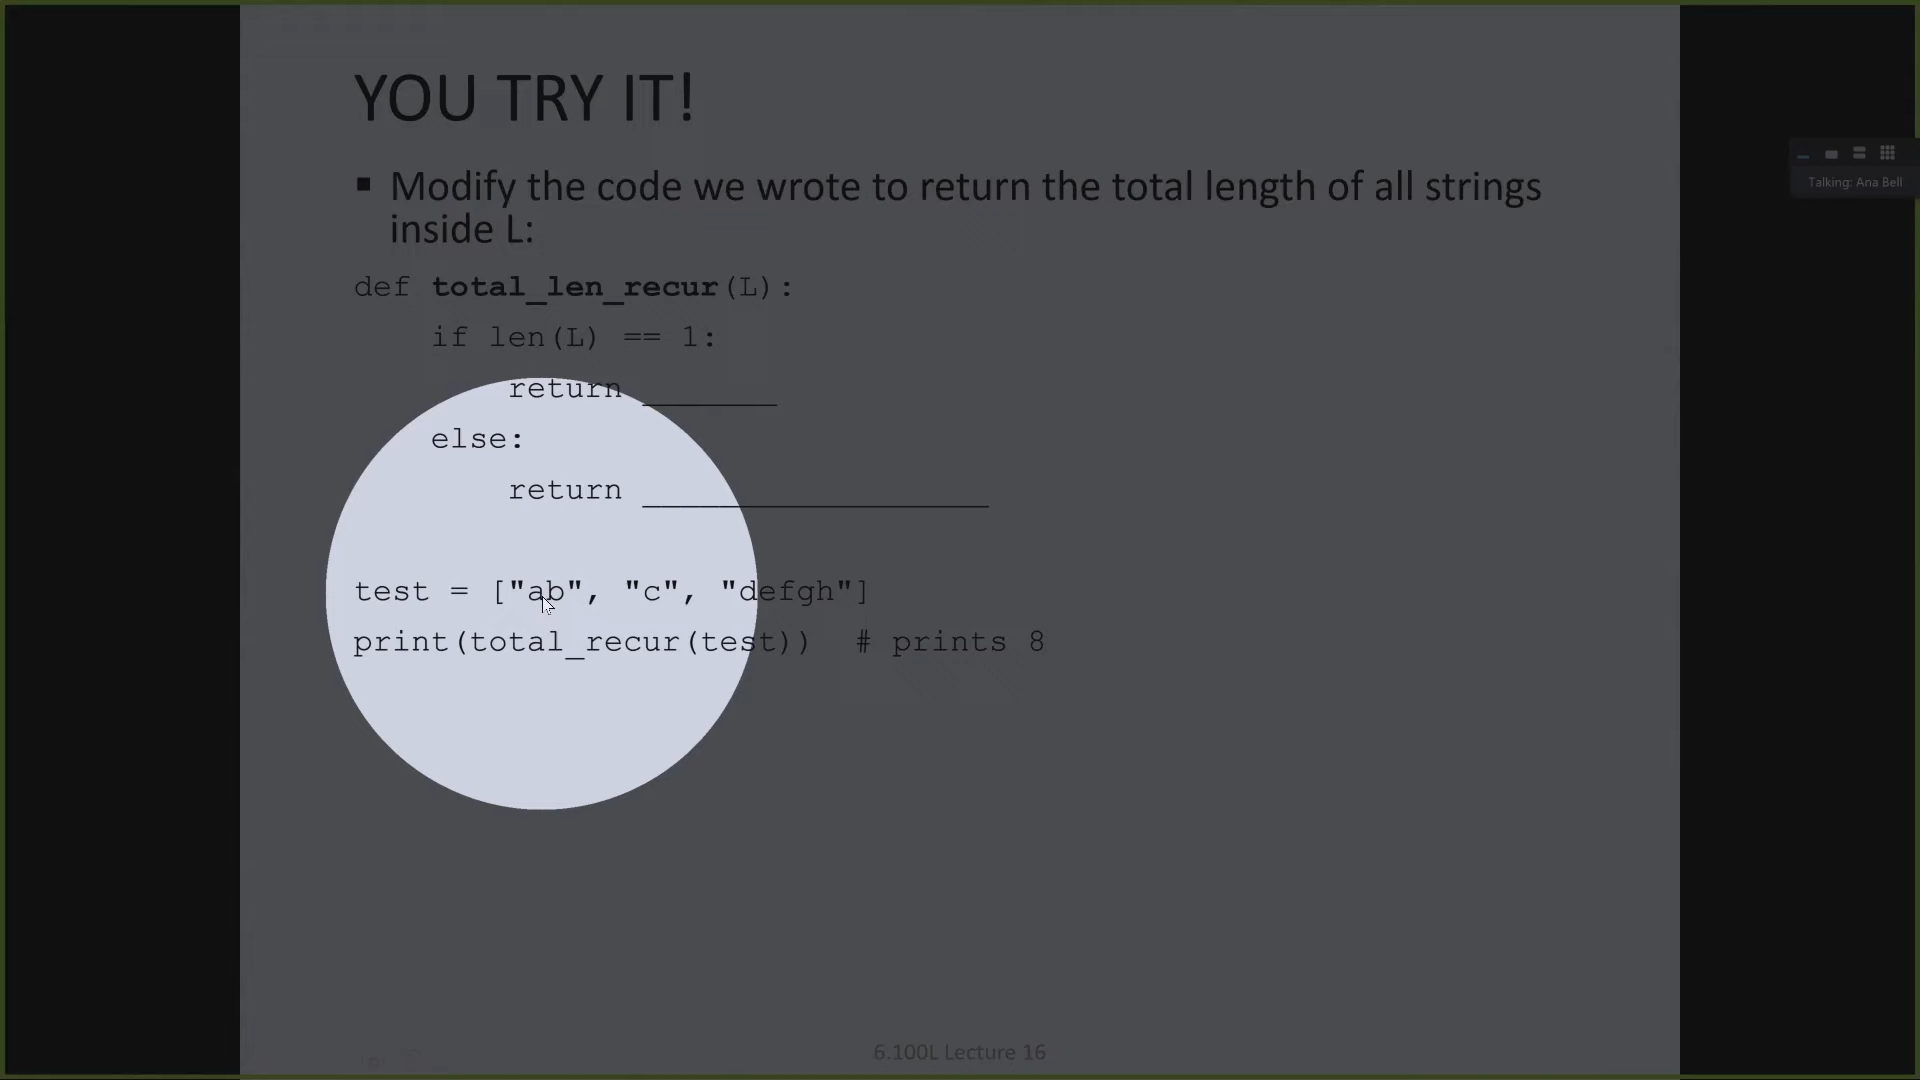 YOU TRY IT!
▪ Modify the code we wrote to return the total length of all strings
inside L:
def total_len_recur(L):
    if len(L) == 1:
        return _______
    else:
        return __________________
test = ["ab", "c", "defgh"]
print(total_recur(test))  # prints 8
Talking: Ana Bell
6.100L Lecture 16